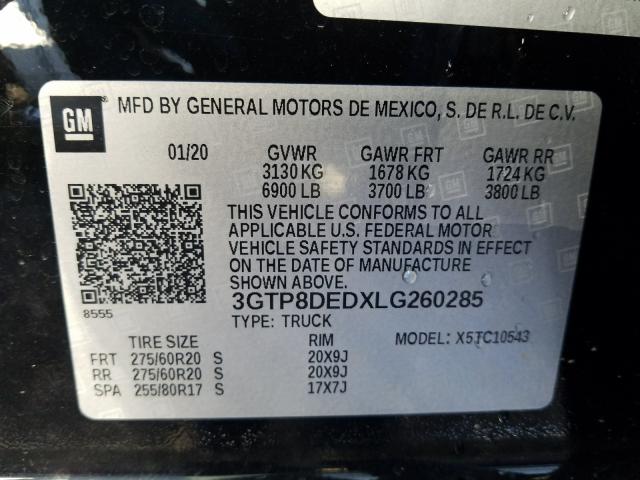 GM
MFD BY GENERAL MOTORS DE MEXICO, S. DE R.L. DE C.V.
01/20 GVWR GAWR FRT GAWR RR
3130 KG 1678 KG 1724 KG
6900 LB 3700 LB 3800 LB
THIS VEHICLE CONFORMS TO ALL
APPLICABLE U.S. FEDERAL MOTOR
VEHICLE SAFETY STANDARDS IN EFFECT
ON THE DATE OF MANUFACTURE
SHOWN ABOVE.
8555
3GTP8DEDXLG260285
TYPE: TRUCK MODEL: X5TC10543
TIRE SIZE RIM
FRT 275/60R20 S 20X9J
RR 275/60R20 S 20X9J
SPA 255/80R17 S 17X7J